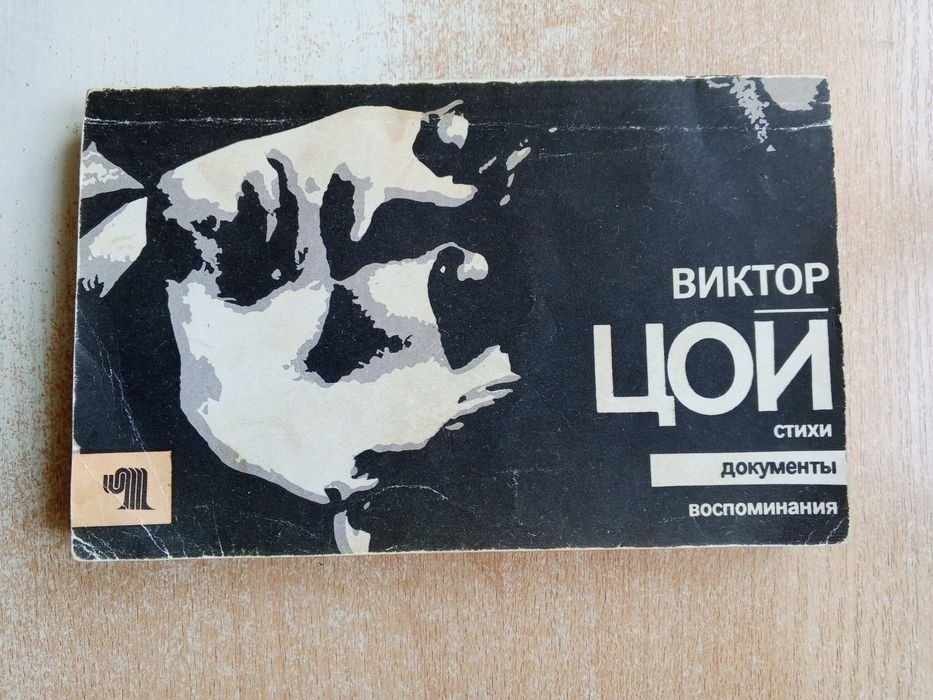 ВИКТОР
ЦОЙ
СТИХИ
ДОКУМЕНТЫ
ВОСПОМИНАНИЯ